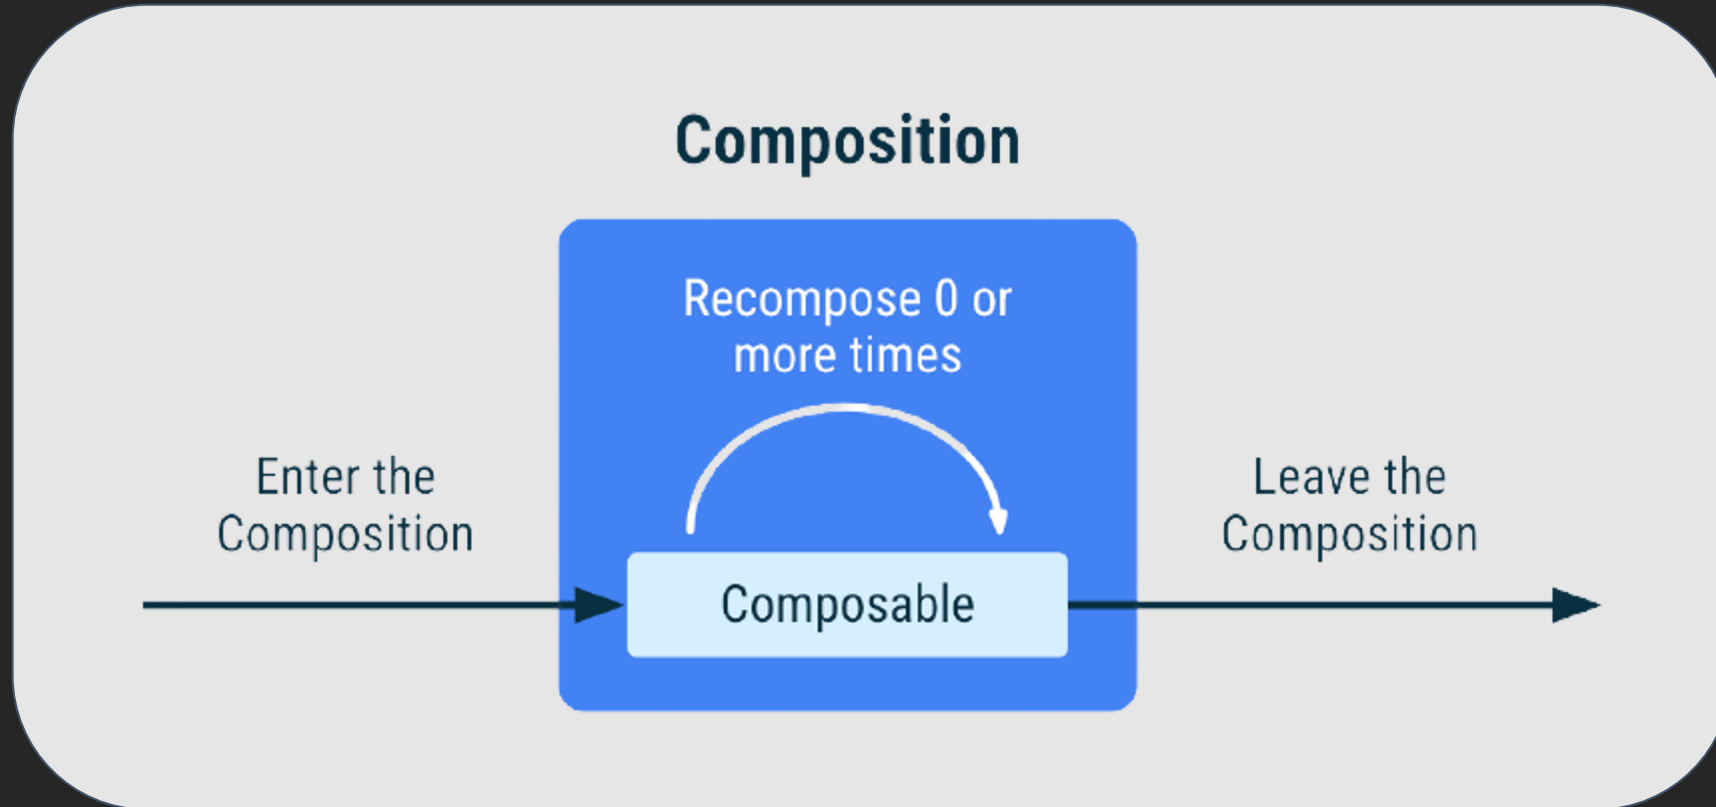 Composition
Recompose 0 or
more times
Enter the
Composition
Leave the
Composition
Composable